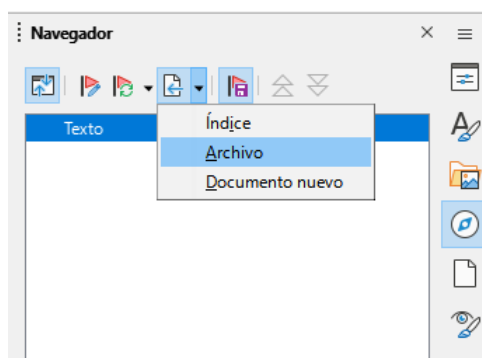 Navegador
Texto
Índice
Archivo
Documento nuevo